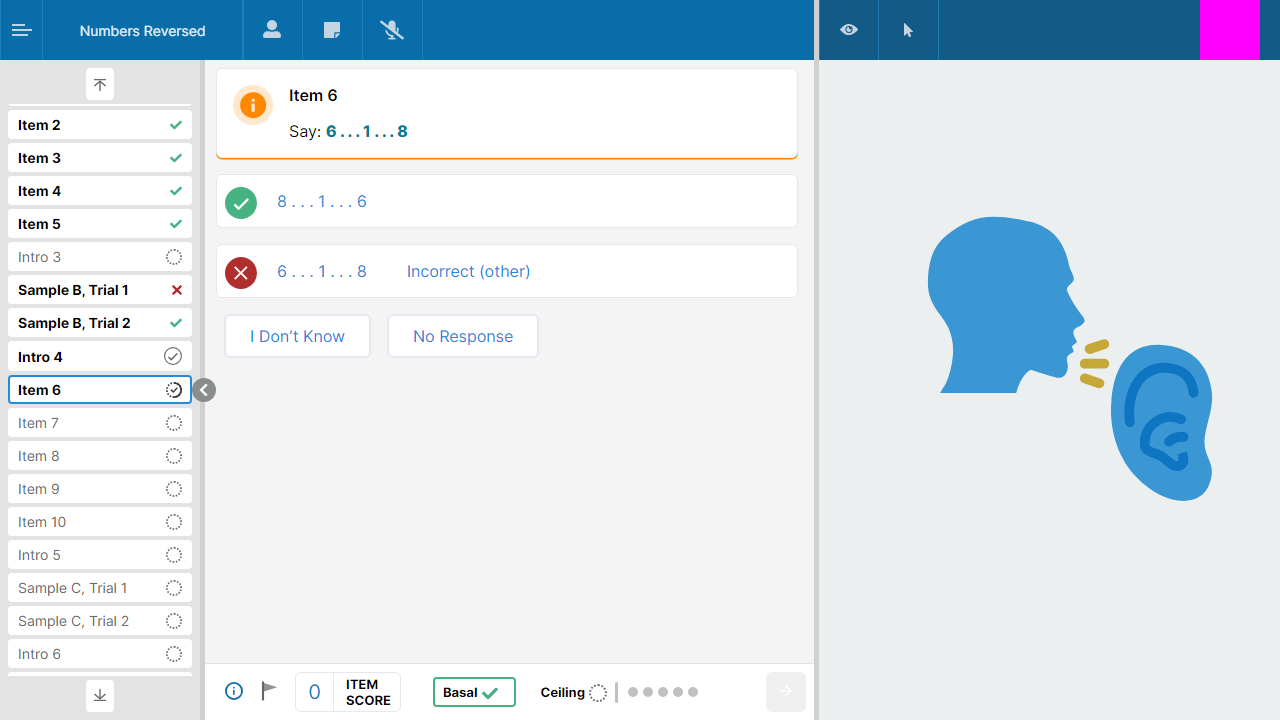 Numbers Reversed
Item 2
Item 3
Item 4
Item 5
Intro 3
Sample B, Trial 1
Sample B, Trial 2
Intro 4
Item 6
Item 7
Item 8
Item 9
Item 10
Intro 5
Sample C, Trial 1
Sample C, Trial 2
Intro 6
Item 6
Say: 6 . . . 1 . . . 8
8 . . . 1 . . . 6
6 . . . 1 . . . 8 Incorrect (other)
I Don’t Know No Response
0 ITEM SCORE Basal Ceiling